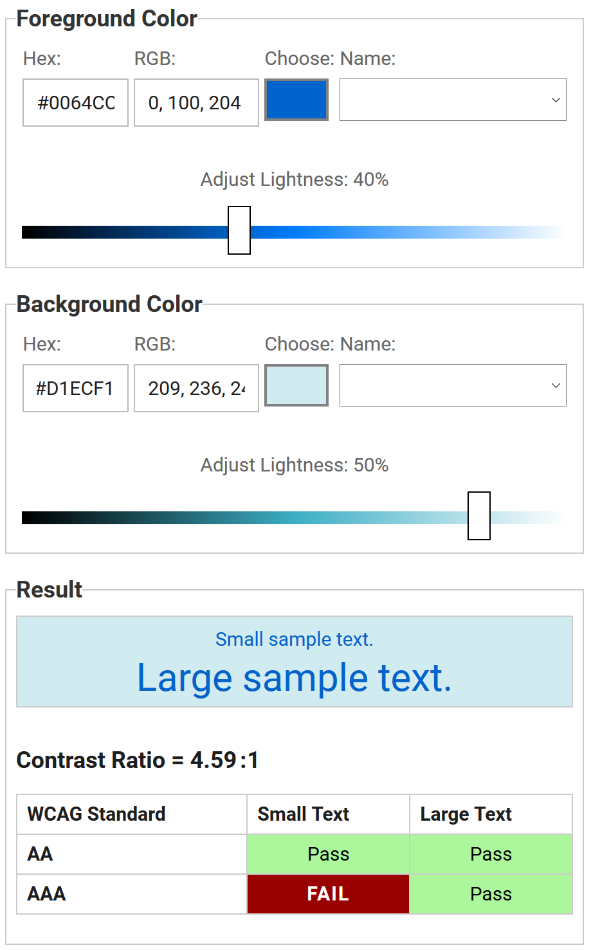 Foreground Color
Hex: RGB: Choose: Name:
#0064CC 0, 100, 204
Adjust Lightness: 40%
Background Color
Hex: RGB: Choose: Name:
#D1ECF1 209, 236, 24
Adjust Lightness: 50%
Result
Small sample text.
Large sample text.
Contrast Ratio = 4.59:1
WCAG Standard Small Text Large Text
AA Pass Pass
AAA FAIL Pass